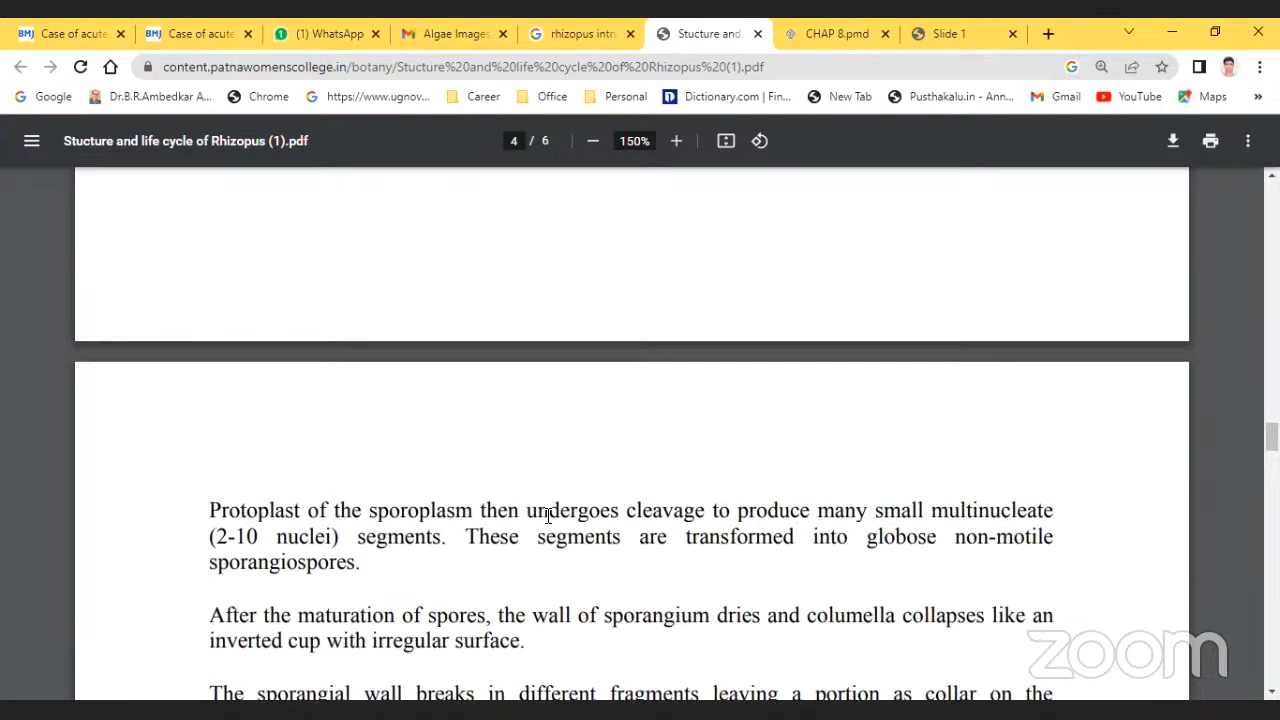 BMJ Case of acute
BMJ Case of acute
1 (1) WhatsApp
Algae Images
rhizopus intr
Stucture and
CHAP 8.pmd
Slide 1
content.patnawomenscollege.in/botany/Stucture%20and%20life%20cycle%20of%20Rhizopus%20(1).pdf
Google
Dr.B.R.Ambedkar A...
Chrome
https://www.ugnov...
Career
Office
Personal
Dictionary.com | Fin...
New Tab
Pusthakalu.in - Ann...
Gmail
YouTube
Maps
»
Stucture and life cycle of Rhizopus (1).pdf
4 / 6
150%
Protoplast of the sporoplasm then undergoes cleavage to produce many small multinucleate
(2-10 nuclei) segments. These segments are transformed into globose non-motile
sporangiospores.
After the maturation of spores, the wall of sporangium dries and columella collapses like an
inverted cup with irregular surface.
The sporangial wall breaks in different fragments leaving a portion as collar on the
zoom